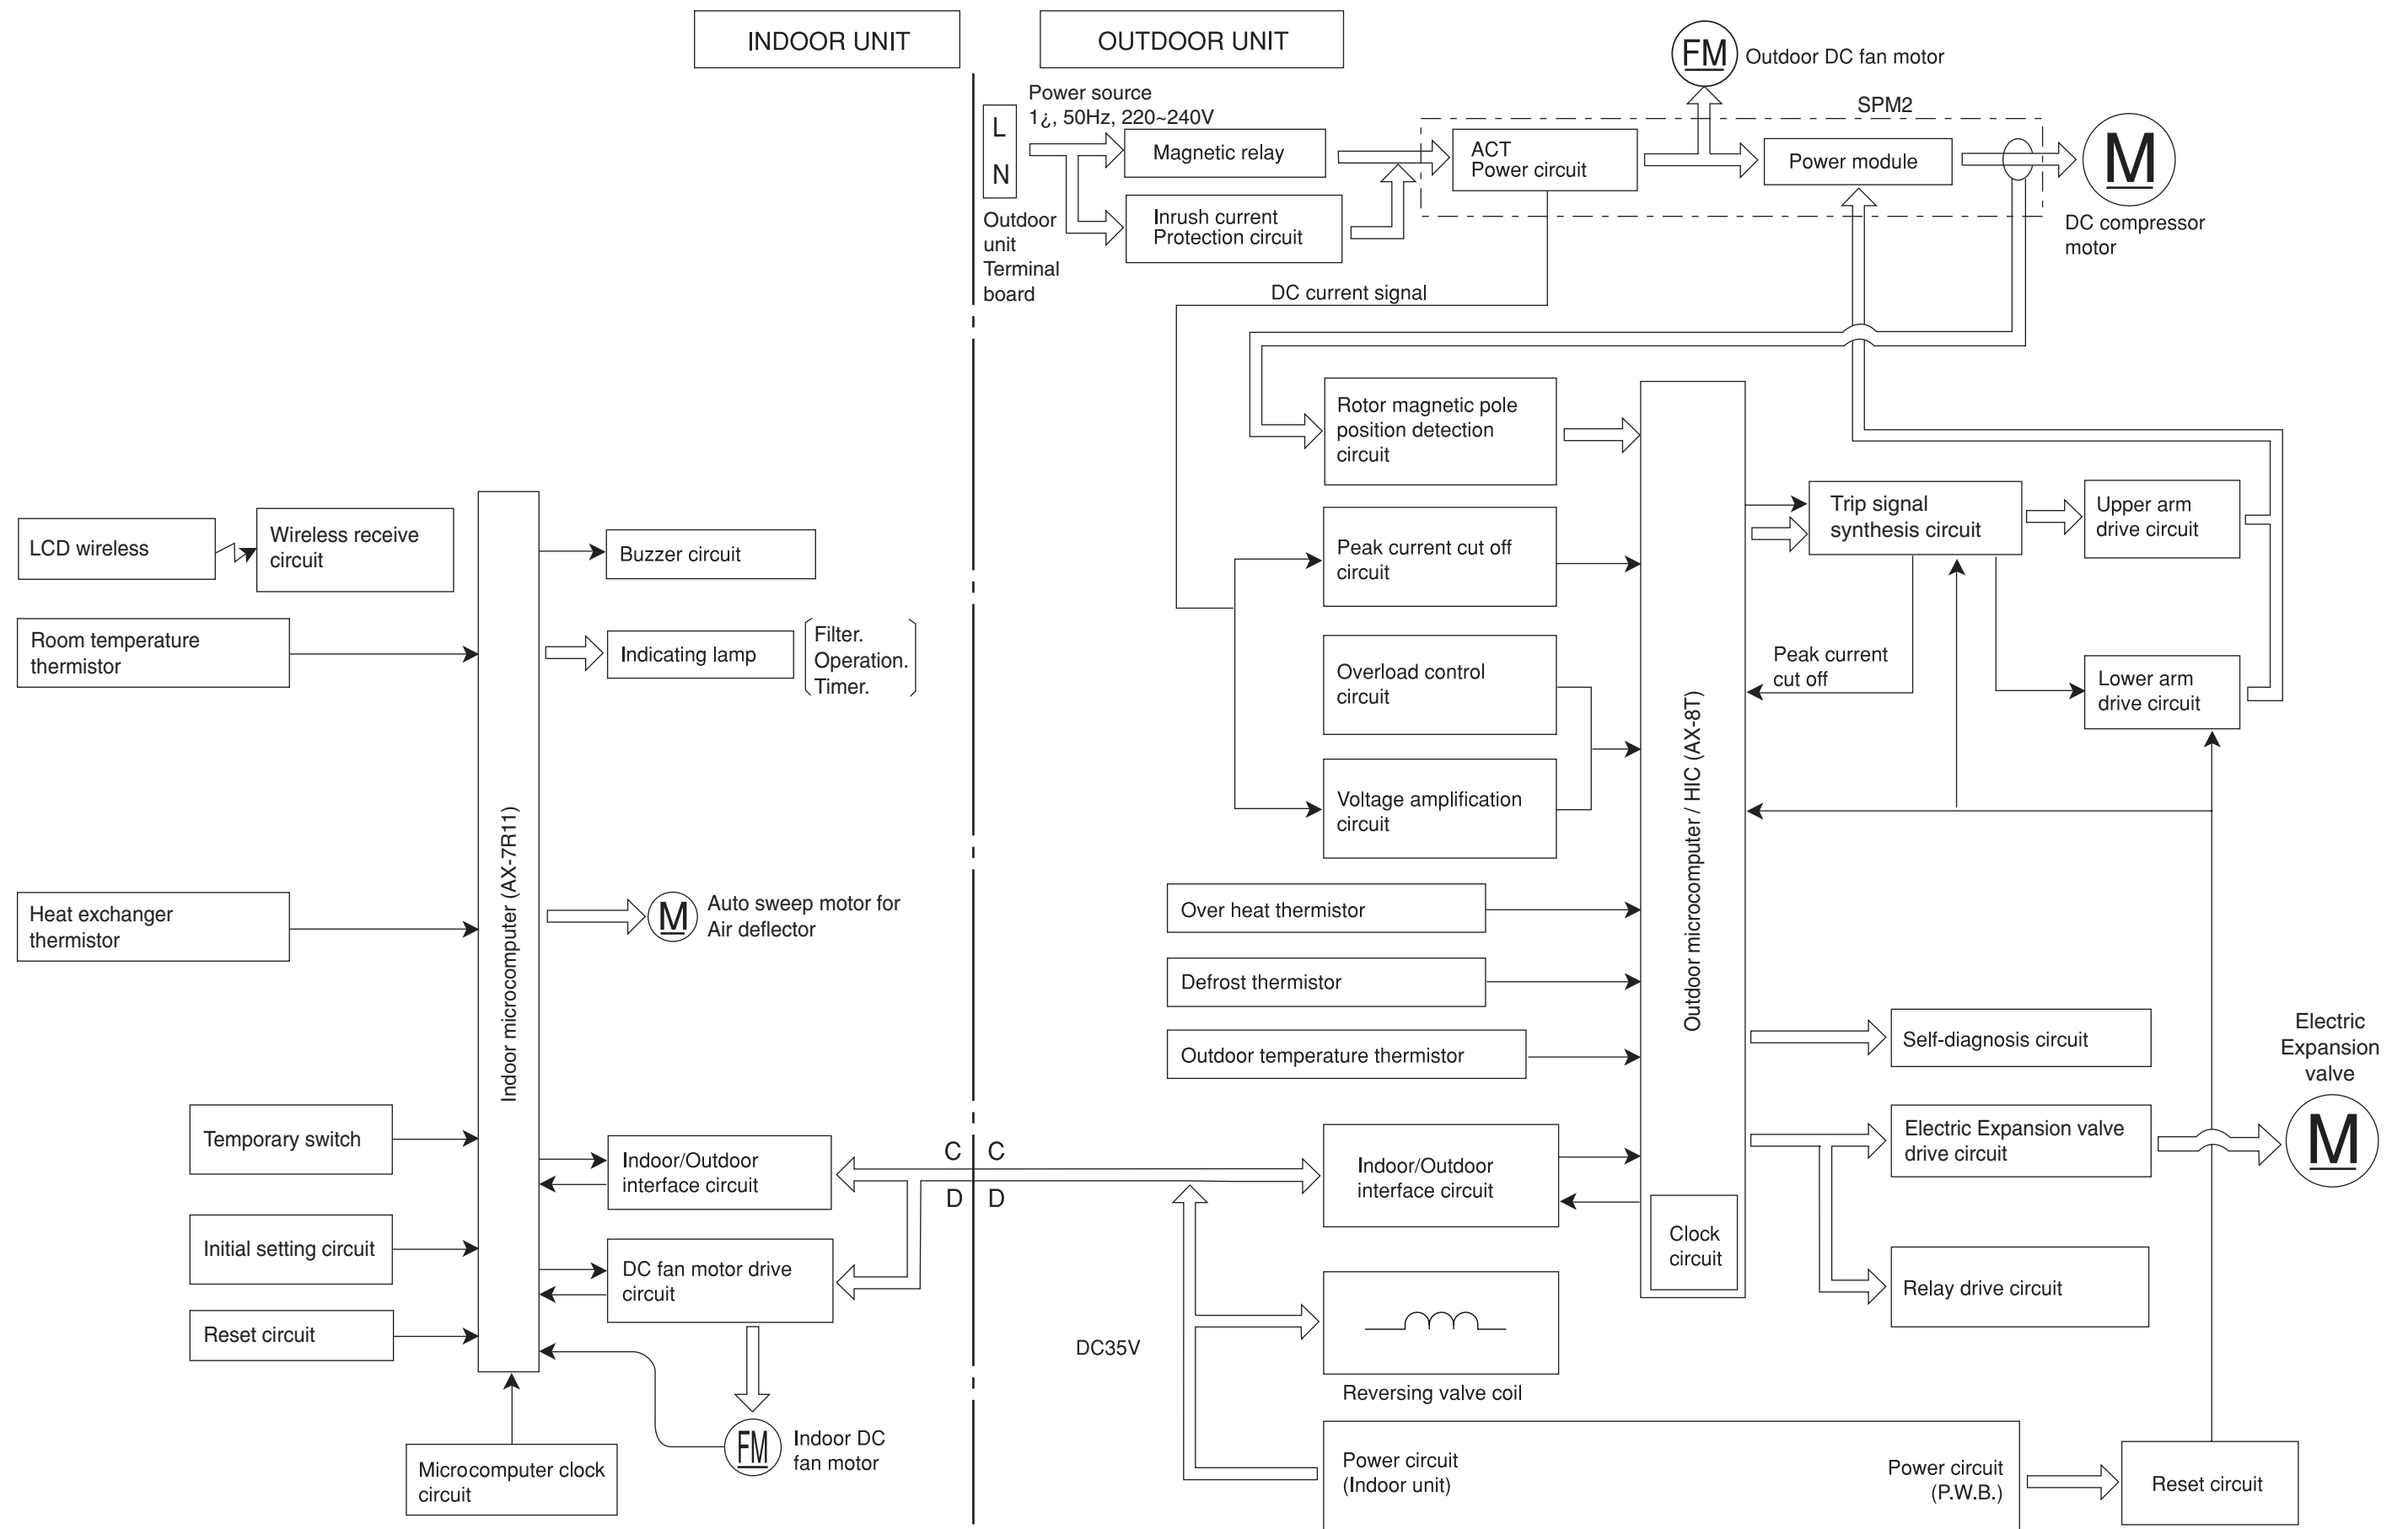 INDOOR UNIT
OUTDOOR UNIT
FM
Outdoor DC fan motor
Power source
1¿, 50Hz, 220~240V
L
N
Outdoor
unit
Terminal
board
Magnetic relay
Inrush current
Protection circuit
SPM2
ACT
Power circuit
Power module
M
DC compressor
motor
DC current signal
Rotor magnetic pole
position detection
circuit
Peak current cut off
circuit
Overload control
circuit
Voltage amplification
circuit
Over heat thermistor
Defrost thermistor
Outdoor temperature thermistor
Outdoor microcomputer / HIC (AX-8T)
Trip signal
synthesis circuit
Upper arm
drive circuit
Peak current
cut off
Lower arm
drive circuit
LCD wireless
Wireless receive
circuit
Room temperature
thermistor
Heat exchanger
thermistor
Temporary switch
Initial setting circuit
Reset circuit
Microcomputer clock
circuit
Indoor microcomputer (AX-7R11)
Buzzer circuit
Indicating lamp
Filter.
Operation.
Timer.
M
Auto sweep motor for
Air deflector
Indoor/Outdoor
interface circuit
DC fan motor drive
circuit
FM
Indoor DC
fan motor
C C
D D
DC35V
Indoor/Outdoor
interface circuit
Clock
circuit
Reversing valve coil
Power circuit
(Indoor unit)
Power circuit
(P.W.B.)
Reset circuit
Self-diagnosis circuit
Electric Expansion valve
drive circuit
Relay drive circuit
Electric
Expansion
valve
M